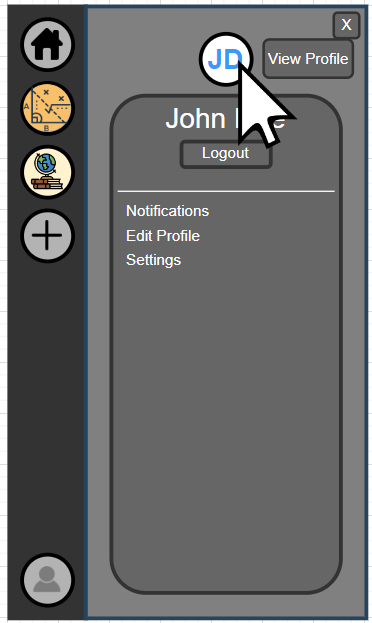 X
JD
View Profile
John
Logout
Notifications
Edit Profile
Settings
A
B